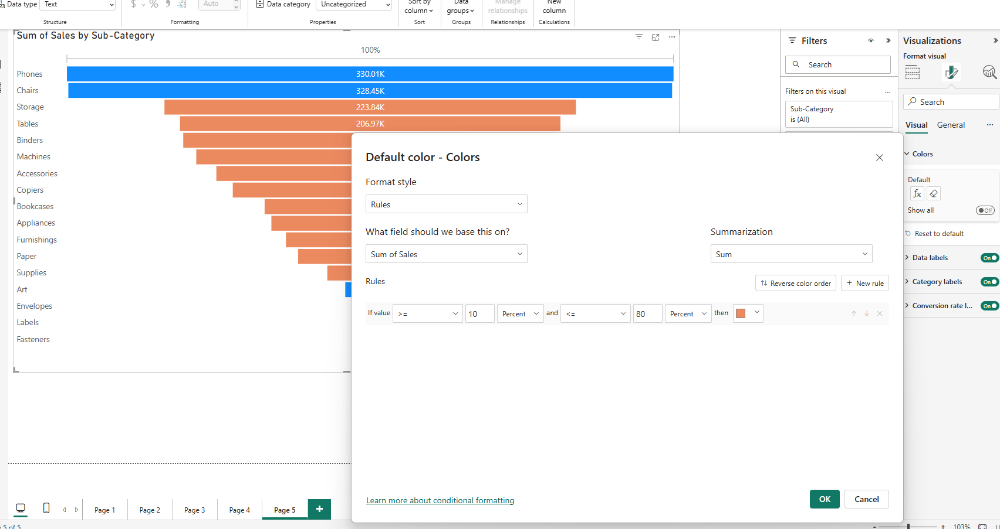 Data type Text
$ % Auto
Data category Uncategorized
Sort by column
Data groups
Manage relationships
New column
Structure
Formatting
Properties
Sort
Groups
Relationships
Calculations
Sum of Sales by Sub-Category
100%
Phones 330.01K
Chairs 328.45K
Storage 223.84K
Tables 206.97K
Binders
Machines
Accessories
Copiers
Bookcases
Appliances
Furnishings
Paper
Supplies
Art
Envelopes
Labels
Fasteners
Default color - Colors
Format style
Rules
What field should we base this on?
Summarization
Sum of Sales
Sum
Rules
Reverse color order
+ New rule
If value >= 10 Percent and <= 80 Percent then
Learn more about conditional formatting
OK
Cancel
Filters
Search
Filters on this visual ...
Sub-Category
is (All)
Visualizations
Format visual
Search
Visual General ...
Colors
Default
fx
Show all Off
Reset to default
Data labels On
Category labels On
Conversion rate l... On
Page 1
Page 2
Page 3
Page 4
Page 5
+
5 of 5
- + 103%